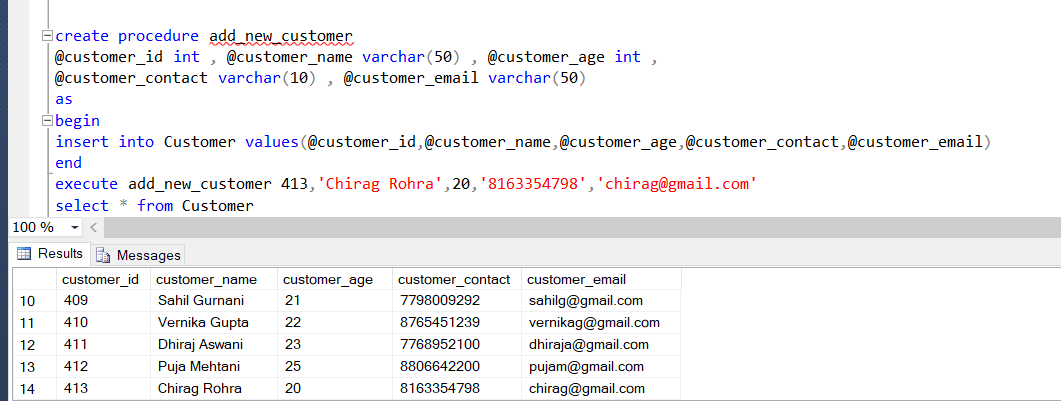 create procedure add_new_customer
@customer_id int , @customer_name varchar(50) , @customer_age int ,
@customer_contact varchar(10) , @customer_email varchar(50)
as
begin
insert into Customer values(@customer_id,@customer_name,@customer_age,@customer_contact,@customer_email)
end
execute add_new_customer 413,'Chirag Rohra',20,'8163354798','chirag@gmail.com'
select * from Customer
100 %
Results Messages
customer_id customer_name customer_age customer_contact customer_email
10 409 Sahil Gurnani 21 7798009292 sahilg@gmail.com
11 410 Vernika Gupta 22 8765451239 vernikag@gmail.com
12 411 Dhiraj Aswani 23 7768952100 dhiraja@gmail.com
13 412 Puja Mehtani 25 8806642200 pujam@gmail.com
14 413 Chirag Rohra 20 8163354798 chirag@gmail.com